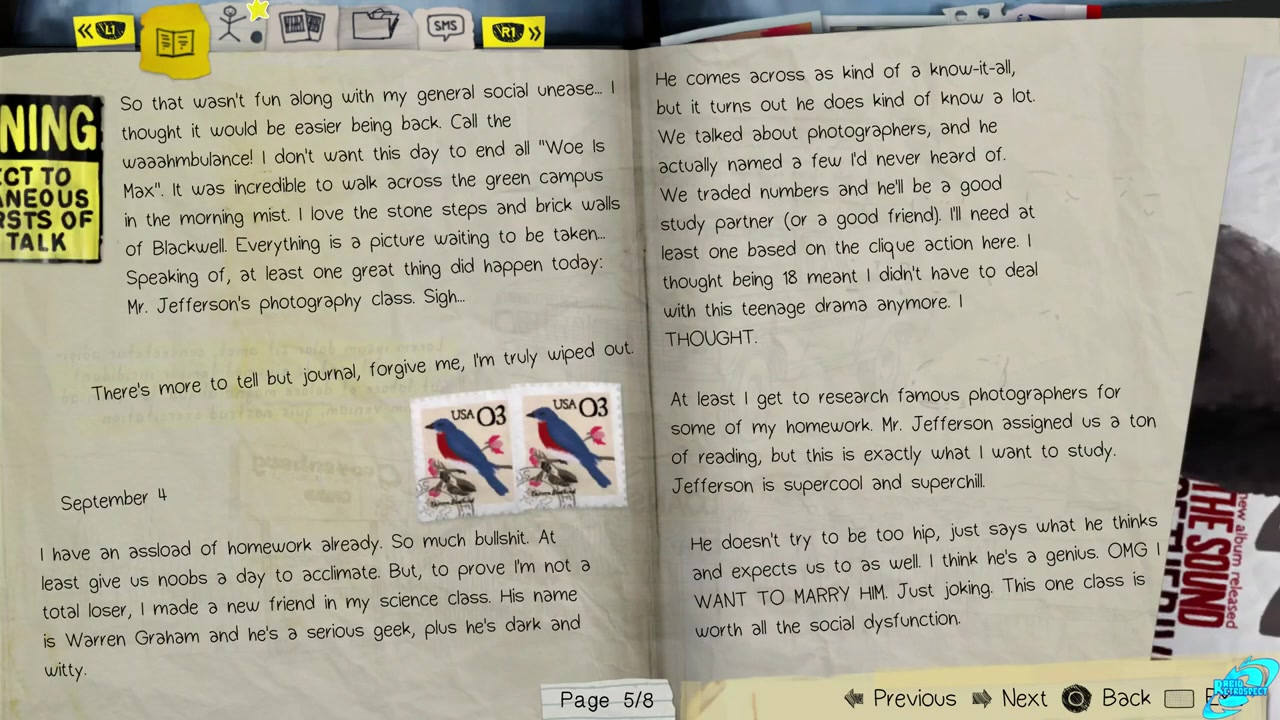 L1
SMS
R1
NING
ECT TO
ANEOUS
RSTS OF
TALK
So that wasn't fun along with my general social unease... I
thought it would be easier being back. Call the
waaahmbulance! I don't want this day to end all "Woe Is
Max". It was incredible to walk across the green campus
in the morning mist. I love the stone steps and brick walls
of Blackwell. Everything is a picture waiting to be taken...
Speaking of, at least one great thing did happen today:
Mr. Jefferson's photography class. Sigh...
There's more to tell but journal, forgive me, I'm truly wiped out.
USA 03
USA 03
September 4
I have an assload of homework already. So much bullshit. At
least give us noobs a day to acclimate. But, to prove I'm not a
total loser, I made a new friend in my science class. His name
is Warren Graham and he's a serious geek, plus he's dark and
witty.
He comes across as kind of a know-it-all,
but it turns out he does kind of know a lot.
We talked about photographers, and he
actually named a few I'd never heard of.
We traded numbers and he'll be a good
study partner (or a good friend). I'll need at
least one based on the clique action here. I
thought being 18 meant I didn't have to deal
with this teenage drama anymore. I
THOUGHT.
At least I get to research famous photographers for
some of my homework. Mr. Jefferson assigned us a ton
of reading, but this is exactly what I want to study.
Jefferson is supercool and superchill.
He doesn't try to be too hip, just says what he thinks
and expects us to as well. I think he's a genius. OMG I
WANT TO MARRY HIM. Just joking. This one class is
worth all the social dysfunction.
new album released
THE SOUND
Page 5/8
Previous
Next
Back
RETROSPECT